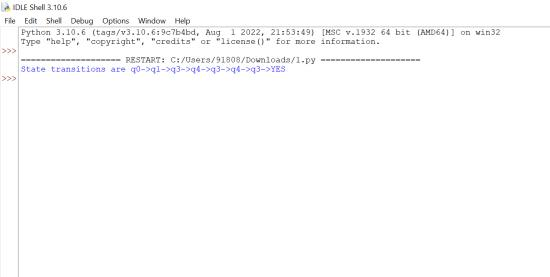 IDLE Shell 3.10.6
File Edit Shell Debug Options Window Help
Python 3.10.6 (tags/v3.10.6:9c7b4bd, Aug 1 2022, 21:53:49) [MSC v.1932 64 bit (AMD64)] on win32
Type "help", "copyright", "credits" or "license()" for more information.
>>>
==================== RESTART: C:/Users/91808/Downloads/1.py ====================
State transitions are q0->q1->q3->q4->q3->q4->q3->YES
>>>